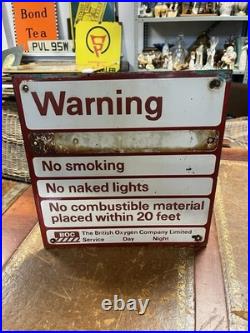 Bond
Tea
PVL 95W
Warning
No smoking
No naked lights
No combustible material
placed within 20 feet
BOC The British Oxygen Company Limited
Service Day Night